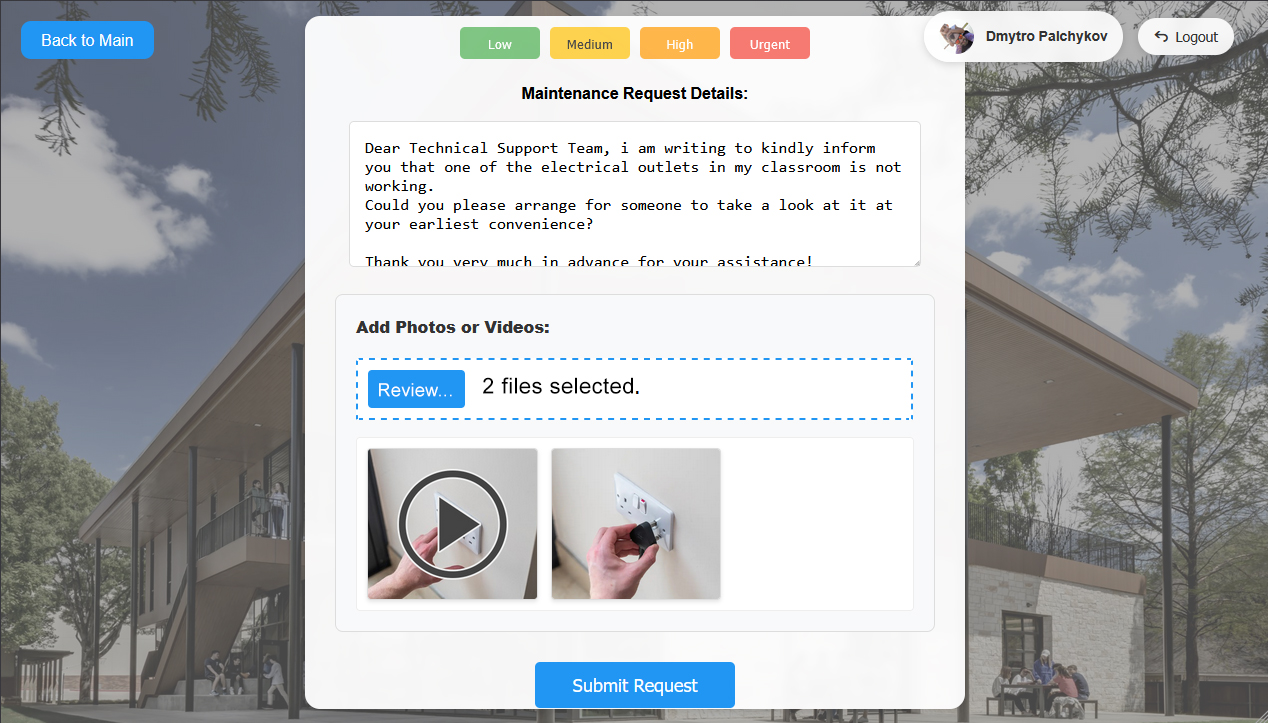 Back to Main
Low
Medium
High
Urgent
Dmytro Palchykov
Logout
Maintenance Request Details:
Dear Technical Support Team, i am writing to kindly inform
you that one of the electrical outlets in my classroom is not
working.
Could you please arrange for someone to take a look at it at
your earliest convenience?
Thank you very much in advance for your assistance!
Add Photos or Videos:
Review...
2 files selected.
Submit Request